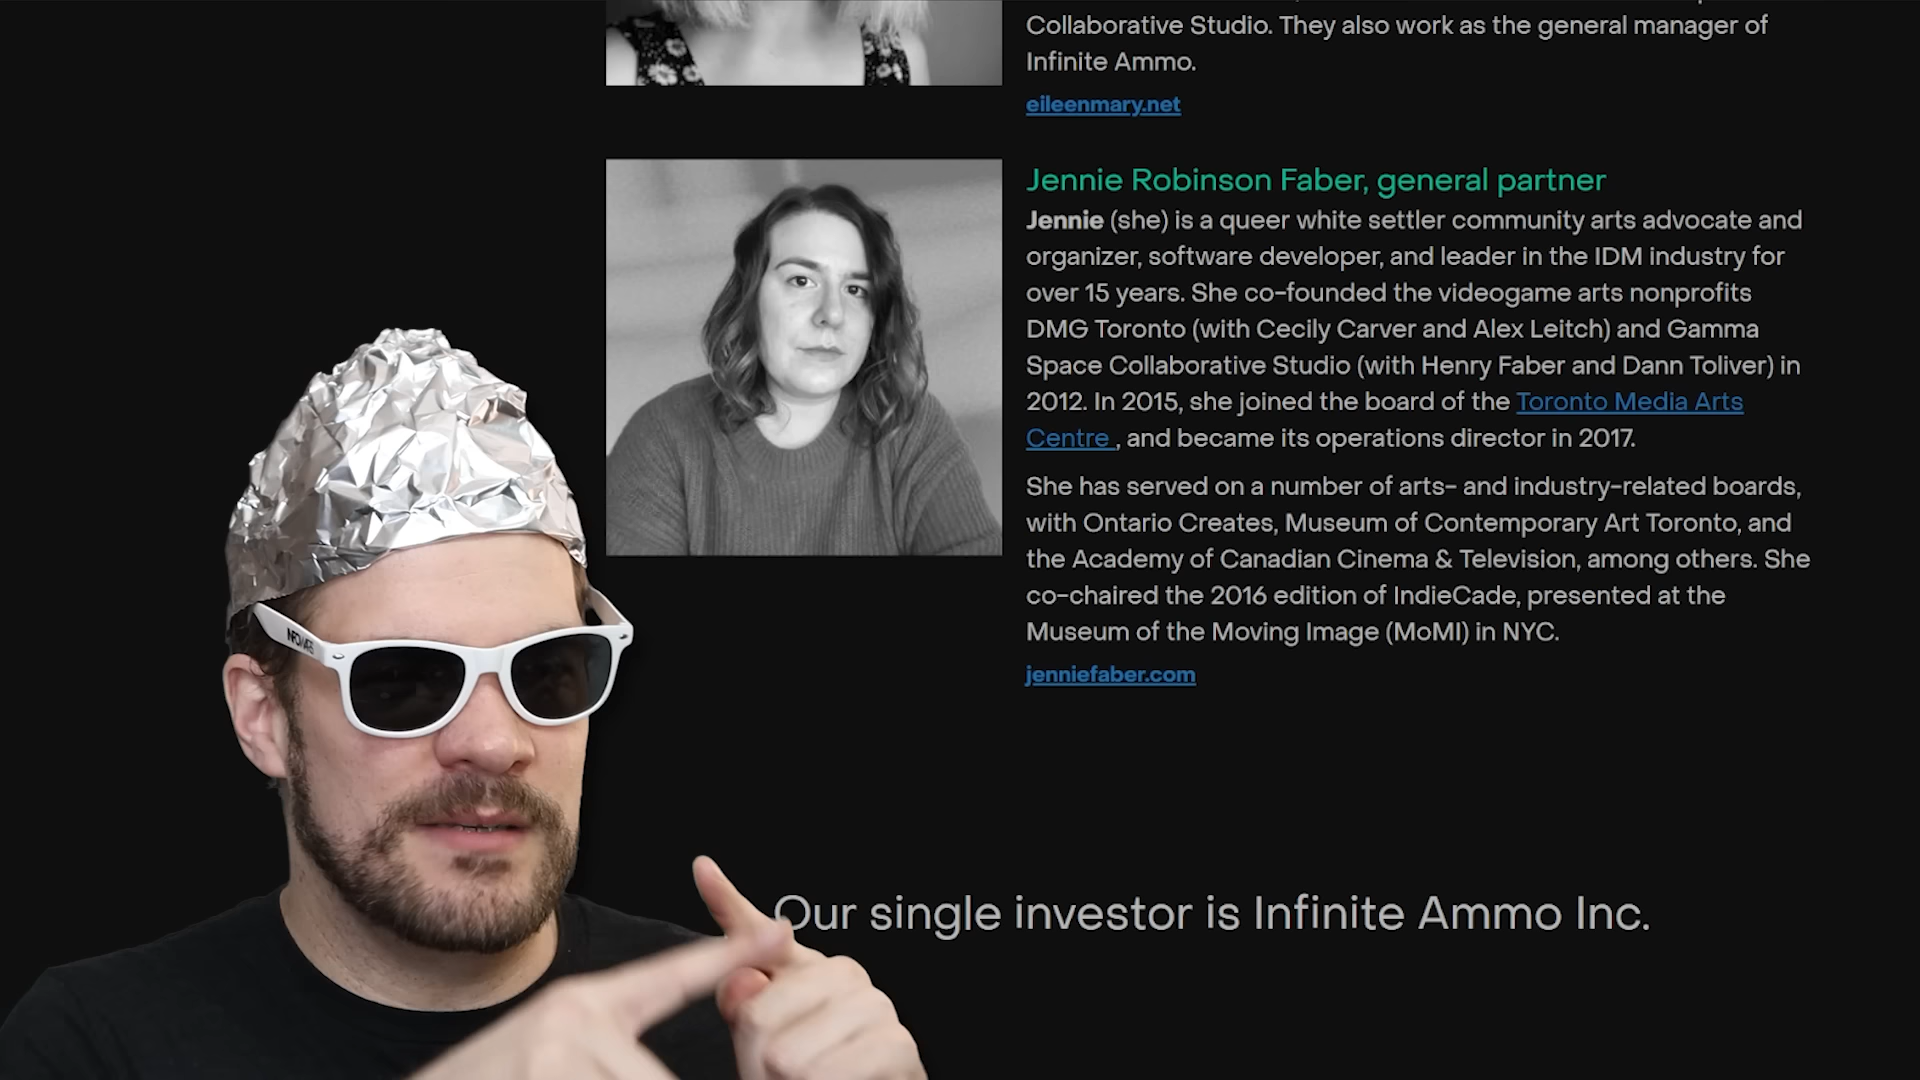 Collaborative Studio. They also work as the general manager of
Infinite Ammo.
eileenmary.net
Jennie Robinson Faber, general partner
Jennie (she) is a queer white settler community arts advocate and
organizer, software developer, and leader in the IDM industry for
over 15 years. She co-founded the videogame arts nonprofits
DMG Toronto (with Cecily Carver and Alex Leitch) and Gamma
Space Collaborative Studio (with Henry Faber and Dann Toliver) in
2012. In 2015, she joined the board of the Toronto Media Arts
Centre , and became its operations director in 2017.
She has served on a number of arts- and industry-related boards,
with Ontario Creates, Museum of Contemporary Art Toronto, and
the Academy of Canadian Cinema & Television, among others. She
co-chaired the 2016 edition of IndieCade, presented at the
Museum of the Moving Image (MoMI) in NYC.
jenniefaber.com
INFOWARS
Our single investor is Infinite Ammo Inc.